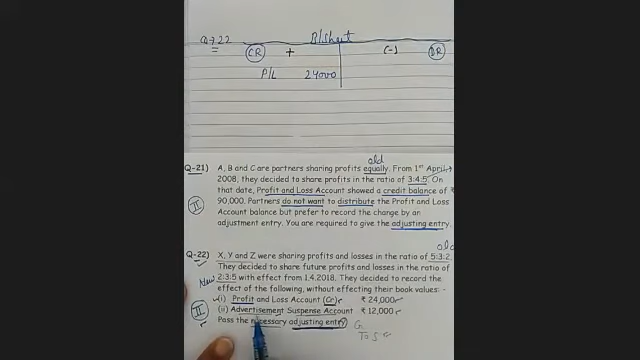 Q→22 B/Sheet
=
CR + (-) DR
P/L 24000
old
Q-21) A, B and C are partners sharing profits equally. From 1st April,
2008, they decided to share profits in the ratio of 3:4:5. On
that date, Profit and Loss Account showed a credit balance of ₹
II 90,000. Partners do not want to distribute the Profit and Loss
Account balance but prefer to record the change by an
adjustment entry. You are required to give the adjusting entry.
old
Q-22) X, Y and Z were sharing profits and losses in the ratio of 5:3:2.
They decided to share future profits and losses in the ratio of
New 2:3:5 with effect from 1.4.2018. They decided to record the
effect of the following, without effecting their book values: -
(i) Profit and Loss Account (Cr) ₹ 24,000
II (ii) Advertisement Suspense Account ₹ 12,000
Pass the necessary adjusting entry
G
To S C